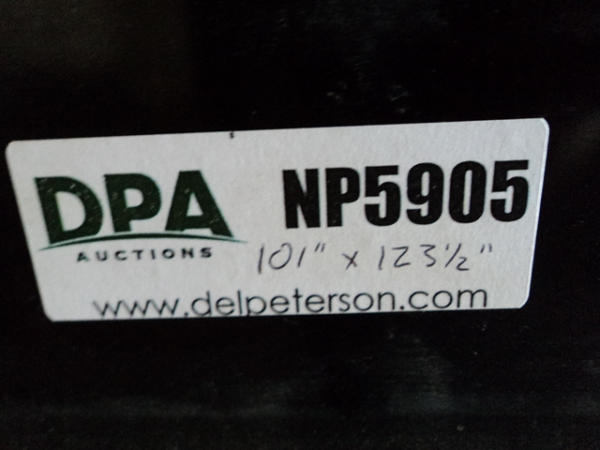 DPA NP5905
AUCTIONS 101" x 123½"
www.delpeterson.com